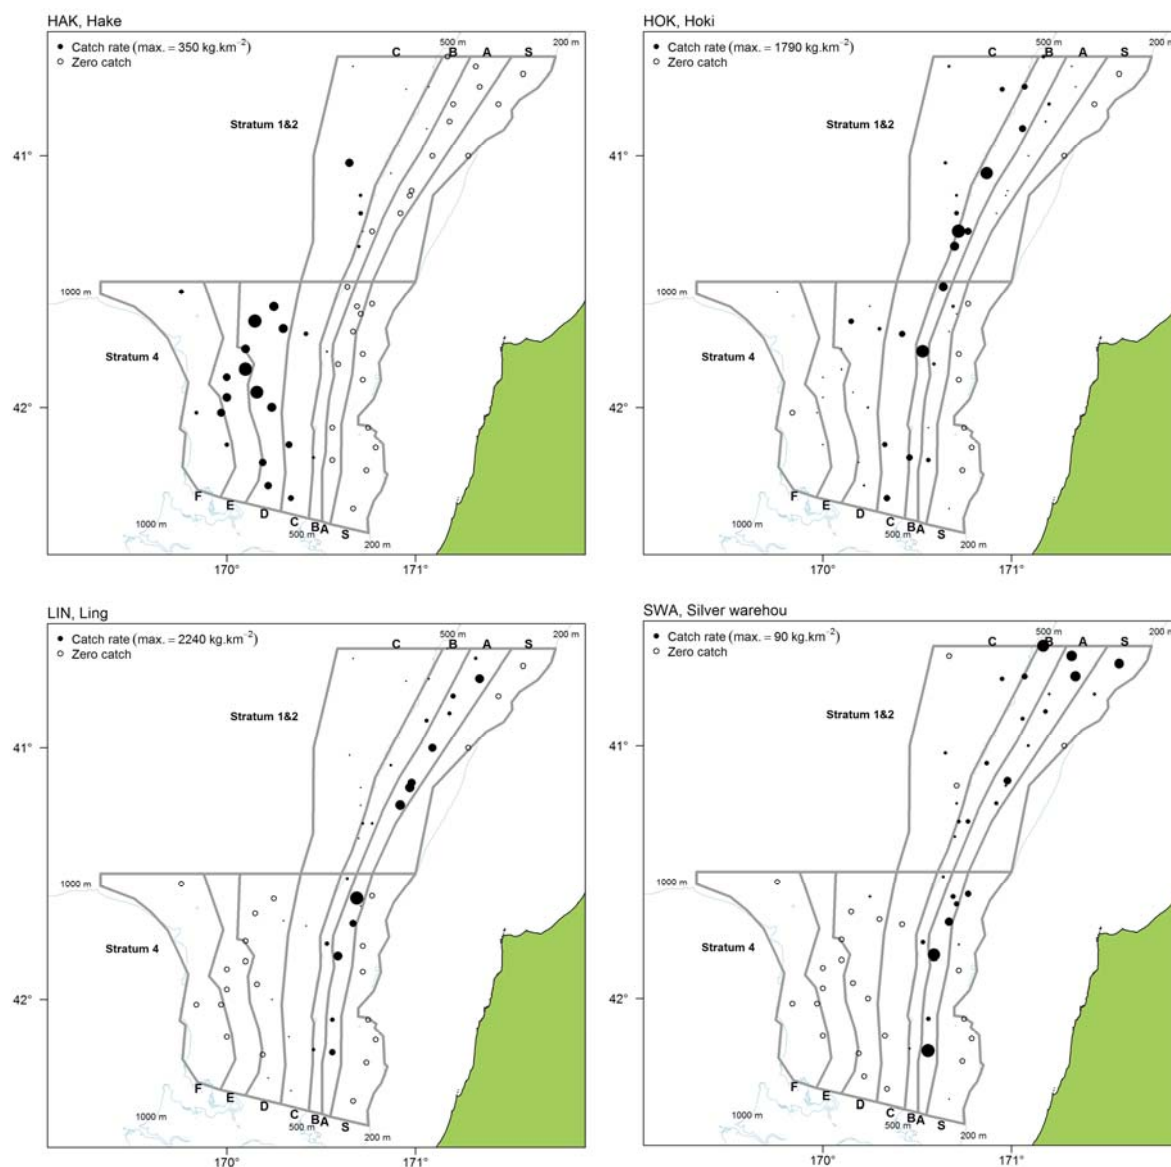 HAK, Hake
Catch rate (max. = 350 kg.km⁻²)
Zero catch
500 m
200 m
C B A S
Stratum 1&2
41°
1000 m
Stratum 4
42°
F E D C B A S
1000 m
500 m
200 m
170° 171°
HOK, Hoki
Catch rate (max. = 1790 kg.km⁻²)
Zero catch
500 m
200 m
C B A S
Stratum 1&2
41°
1000 m
Stratum 4
42°
F E D C B A S
1000 m
500 m
200 m
170° 171°
LIN, Ling
Catch rate (max. = 2240 kg.km⁻²)
Zero catch
500 m
200 m
C B A S
Stratum 1&2
41°
1000 m
Stratum 4
42°
F E D C B A S
1000 m
500 m
200 m
170° 171°
SWA, Silver warehou
Catch rate (max. = 90 kg.km⁻²)
Zero catch
500 m
200 m
C B A S
Stratum 1&2
41°
1000 m
Stratum 4
42°
F E D C B A S
1000 m
500 m
200 m
170° 171°